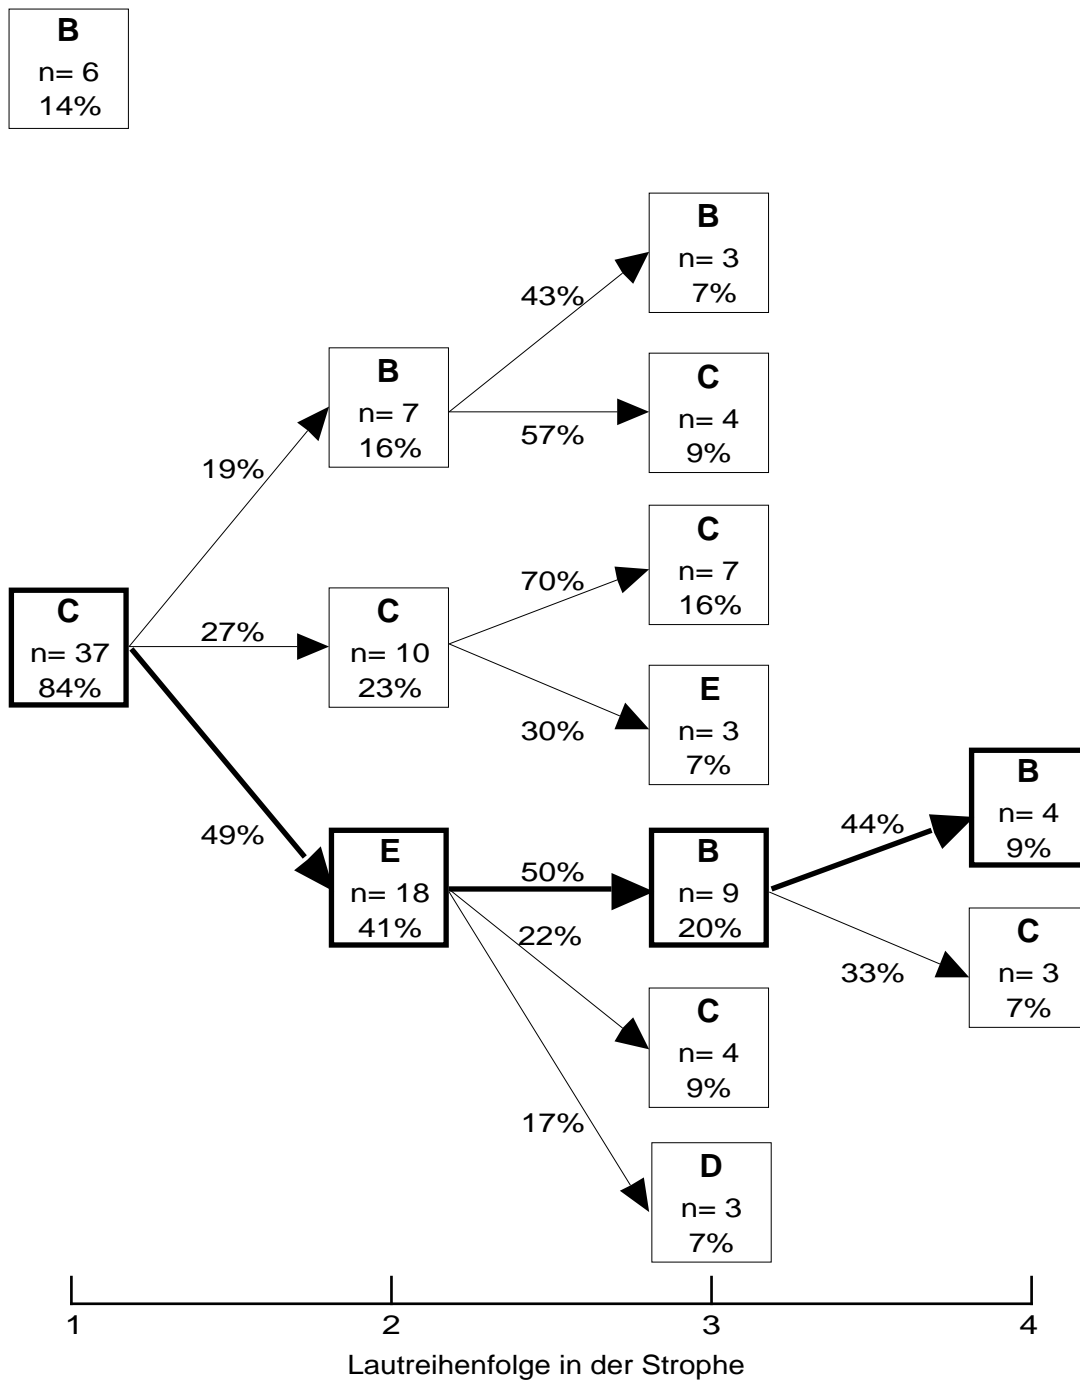 B
n= 6
14%
B
n= 3
7%
43%
B
n= 7
16%
C
n= 4
9%
57%
19%
C
n= 7
16%
70%
C
n= 37
84%
27%
C
n= 10
23%
E
n= 3
7%
30%
B
n= 4
9%
44%
49%
E
n= 18
41%
50%
B
n= 9
20%
22%
33%
C
n= 3
7%
C
n= 4
9%
17%
D
n= 3
7%
1 2 3 4
Lautreihenfolge in der Strophe